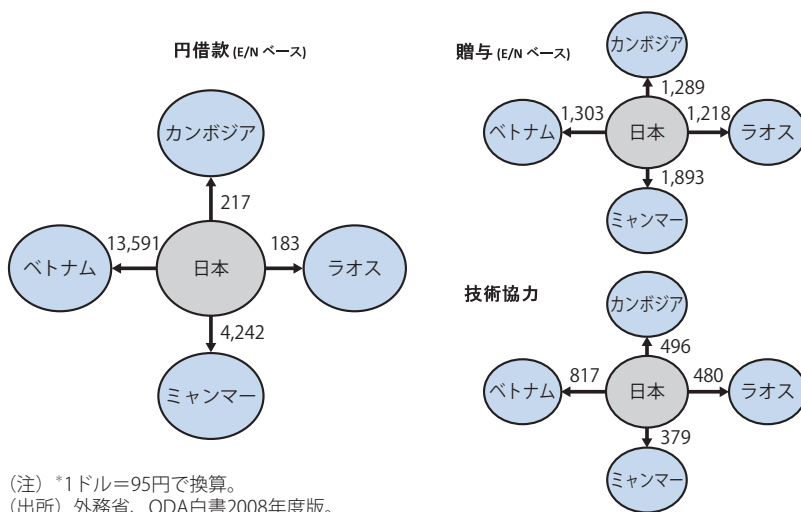 円借款 (E/N ベース)
カンボジア
217
13,591
183
ベトナム
日本
ラオス
4,242
ミャンマー
贈与 (E/N ベース)
カンボジア
1,289
1,303
1,218
ベトナム
日本
ラオス
1,893
ミャンマー
技術協力
カンボジア
496
817
480
ベトナム
日本
ラオス
379
ミャンマー
(注) *1ドル=95円で換算。
(出所) 外務省、ODA白書2008年度版。